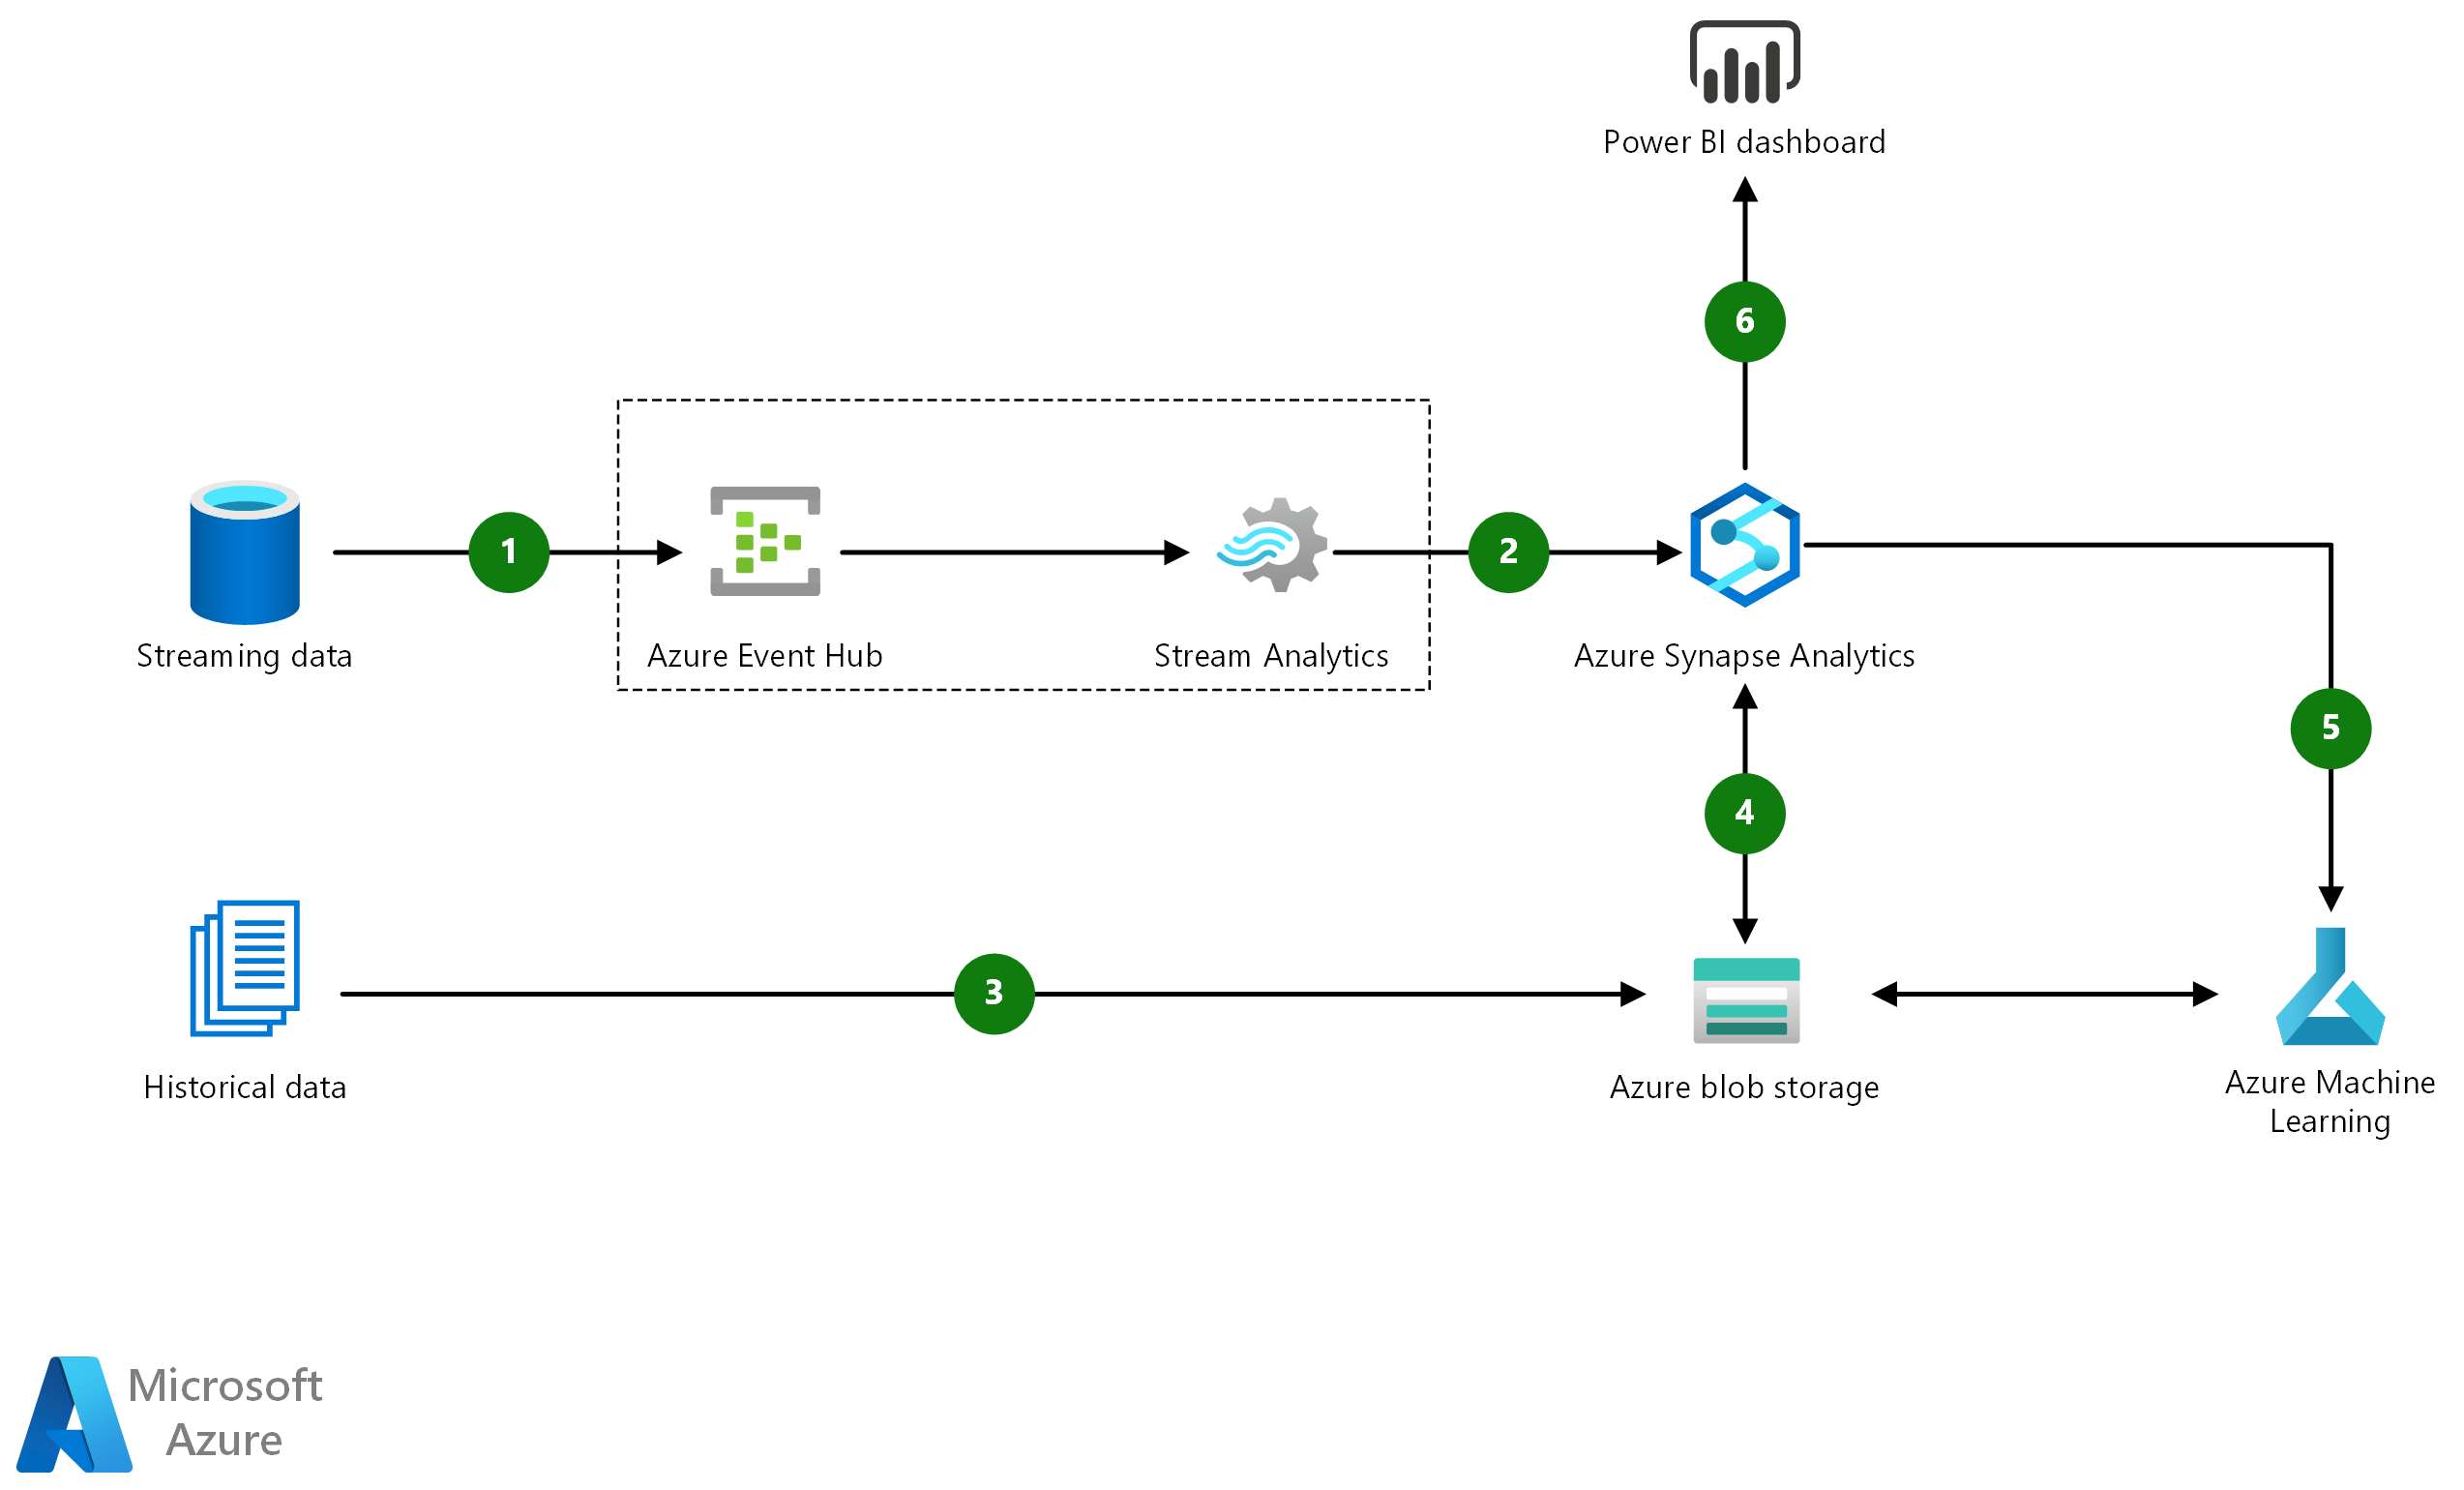 Power BI dashboard
6
1
2
Streaming data
Azure Event Hub
Stream Analytics
Azure Synapse Analytics
5
4
3
Historical data
Azure blob storage
Azure Machine
Learning
Microsoft
Azure